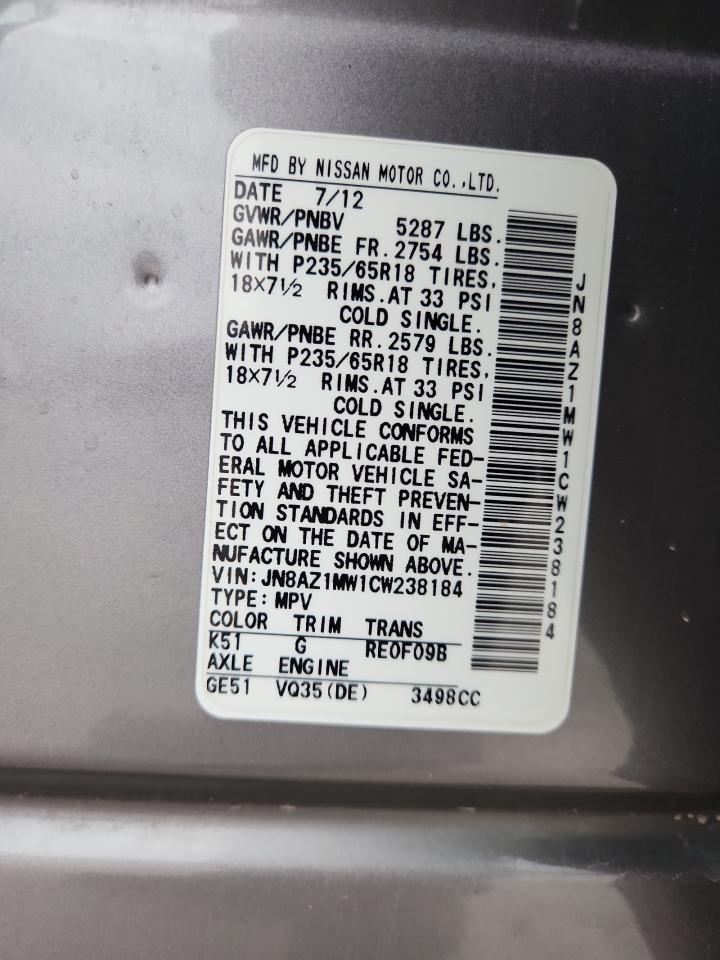 MFD BY NISSAN MOTOR CO.,LTD.
DATE 7/12
GVWR/PNBV 5287 LBS.
GAWR/PNBE FR. 2754 LBS.
WITH P235/65R18 TIRES,
18×7½ RIMS.AT 33 PSI
COLD SINGLE.
GAWR/PNBE RR. 2579 LBS.
WITH P235/65R18 TIRES,
18×7½ RIMS.AT 33 PSI
COLD SINGLE.
THIS VEHICLE CONFORMS
TO ALL APPLICABLE FED-
ERAL MOTOR VEHICLE SA-
FETY AND THEFT PREVEN-
TION STANDARDS IN EFF-
ECT ON THE DATE OF MA-
NUFACTURE SHOWN ABOVE.
VIN:JN8AZ1MW1CW238184
TYPE:MPV
COLOR TRIM TRANS
K51 G RE0F09B
AXLE ENGINE
GE51 VQ35(DE) 3498CC
JN8AZ1MW1CW238184